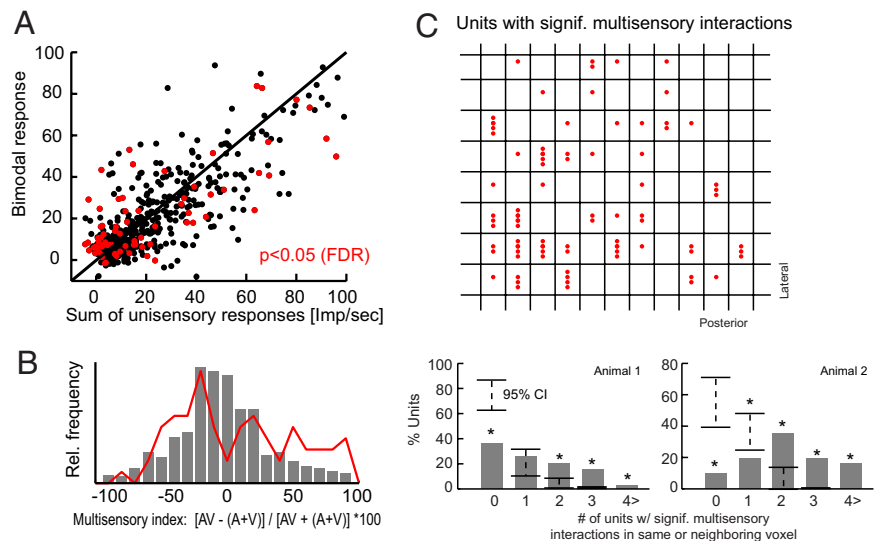 A
100
80
60
40
20
0
Bimodal response
p<0.05 (FDR)
0 20 40 60 80 100
Sum of unisensory responses [Imp/sec]
B
Rel. frequency
-100 -50 0 50 100
Multisensory index: [AV - (A+V)] / [AV + (A+V)] *100
C
Units with signif. multisensory interactions
Lateral
Posterior
Animal 1
95% CI
100
80
60
40
20
0
% Units
* * * *
0 1 2 3 4>
Animal 2
80
60
40
20
0
* * * * *
0 1 2 3 4>
# of units w/ signif. multisensory
interactions in same or neighboring voxel